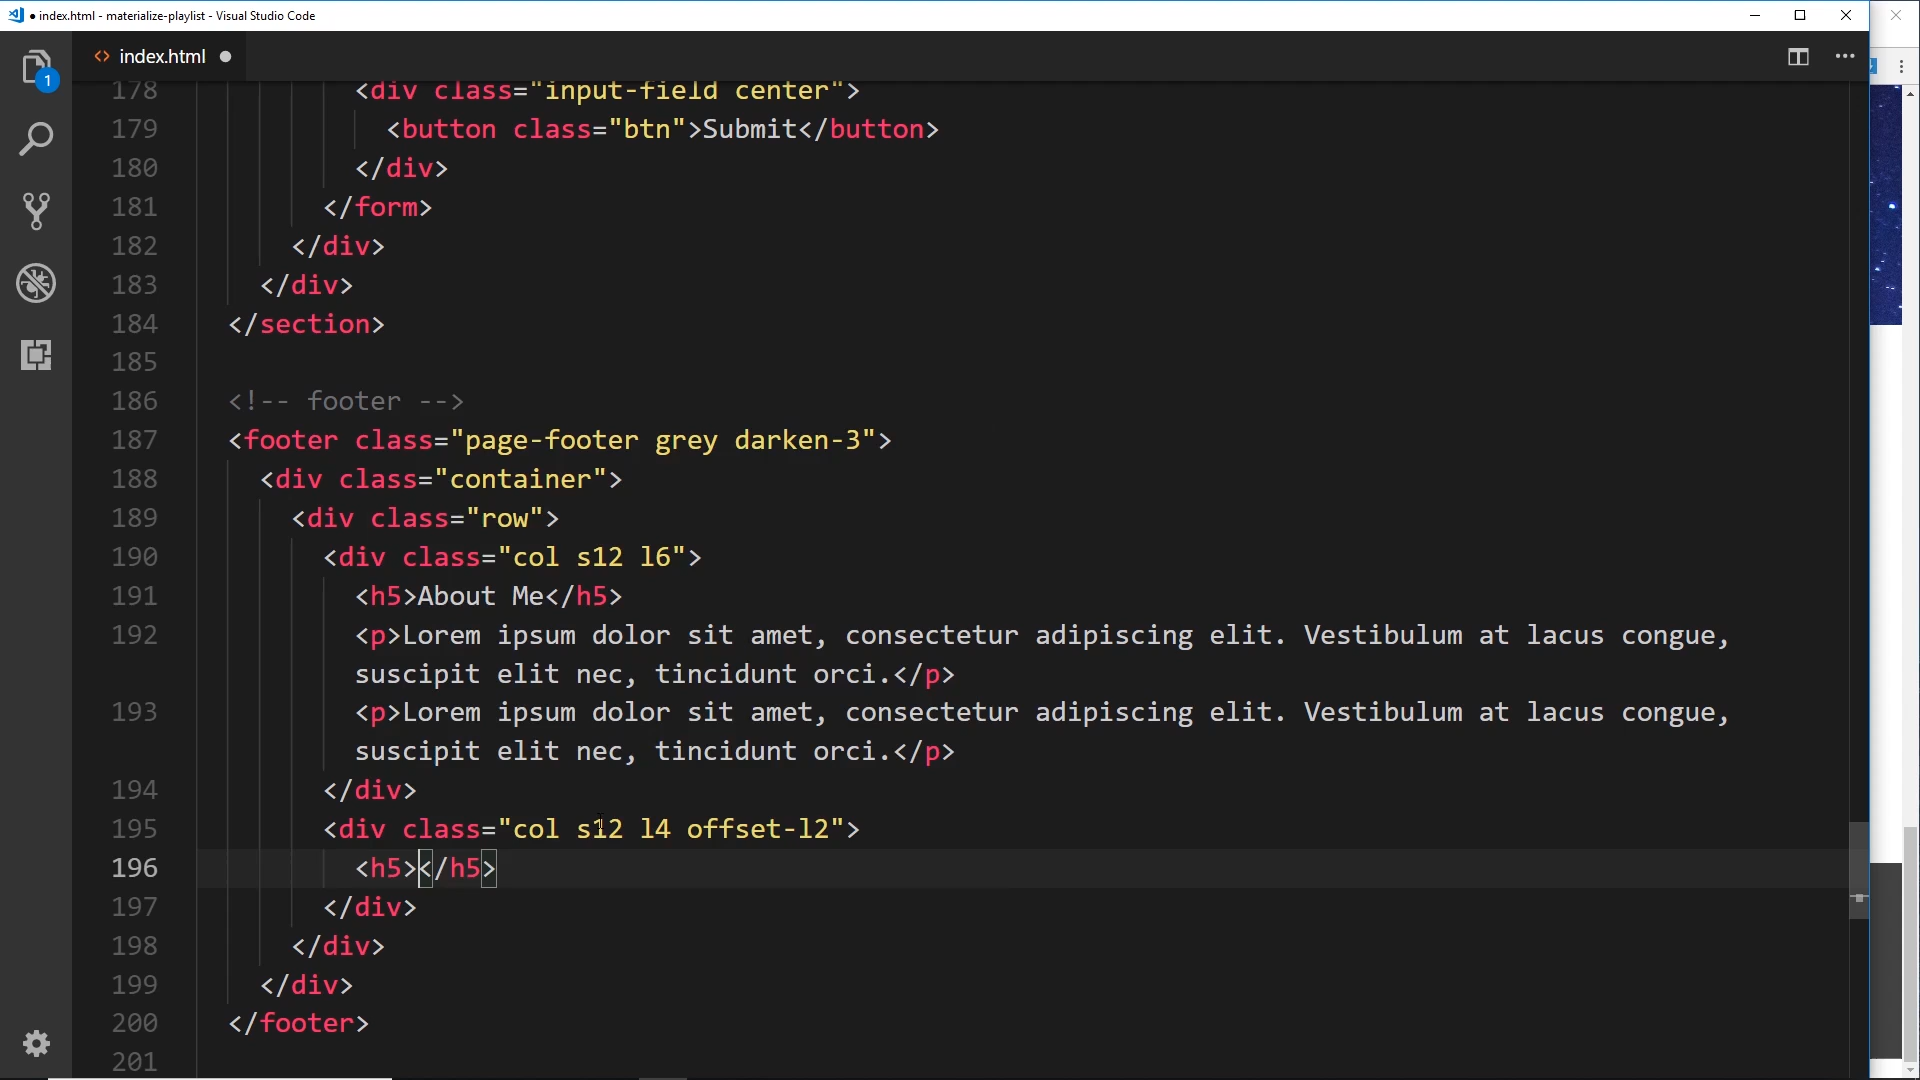 ● index.html - materialize-playlist - Visual Studio Code
<> index.html ●
1
178 <div class="input-field center">
179 <button class="btn">Submit</button>
180 </div>
181 </form>
182 </div>
183 </div>
184 </section>
185
186 <!-- footer -->
187 <footer class="page-footer grey darken-3">
188 <div class="container">
189 <div class="row">
190 <div class="col s12 l6">
191 <h5>About Me</h5>
192 <p>Lorem ipsum dolor sit amet, consectetur adipiscing elit. Vestibulum at lacus congue,
suscipit elit nec, tincidunt orci.</p>
193 <p>Lorem ipsum dolor sit amet, consectetur adipiscing elit. Vestibulum at lacus congue,
suscipit elit nec, tincidunt orci.</p>
194 </div>
195 <div class="col s12 l4 offset-l2">
196 <h5></h5>
197 </div>
198 </div>
199 </div>
200 </footer>
201